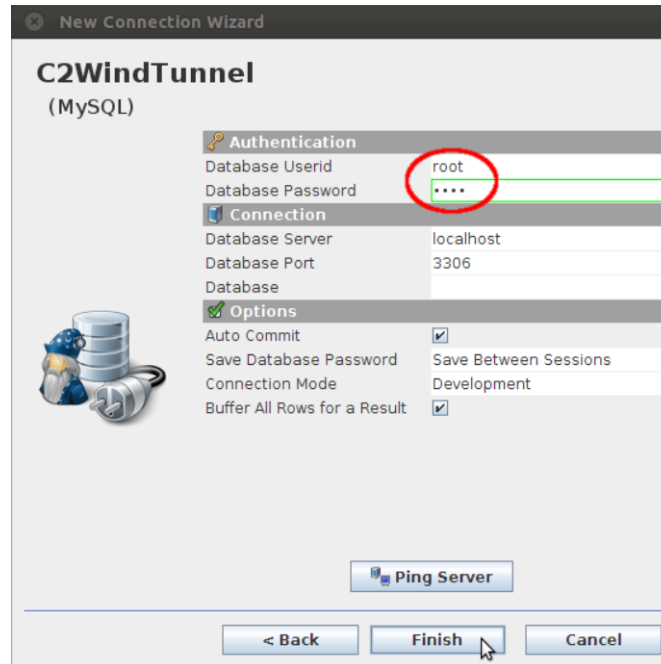 New Connection Wizard
C2WindTunnel
(MySQL)
Authentication
Database Userid root
Database Password ••••
Connection
Database Server localhost
Database Port 3306
Database
Options
Auto Commit
Save Database Password Save Between Sessions
Connection Mode Development
Buffer All Rows for a Result
Ping Server
< Back Finish Cancel